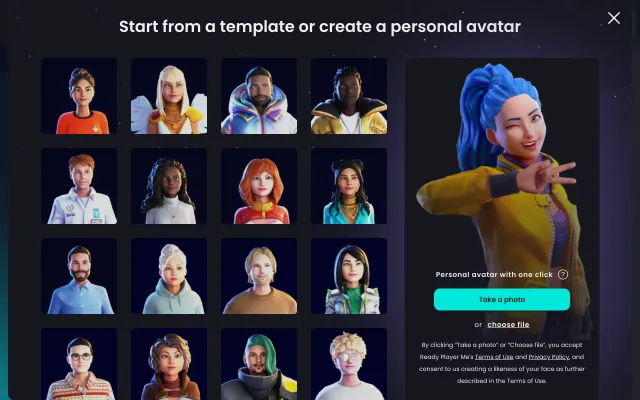 Start from a template or create a personal avatar
Personal avatar with one click ?
Take a photo
or choose file
By clicking "Take a photo" or "Choose file", you accept
Ready Player Me's Terms of Use and Privacy Policy, and
consent to us creating a likeness of your face as further
described in the Terms of Use.